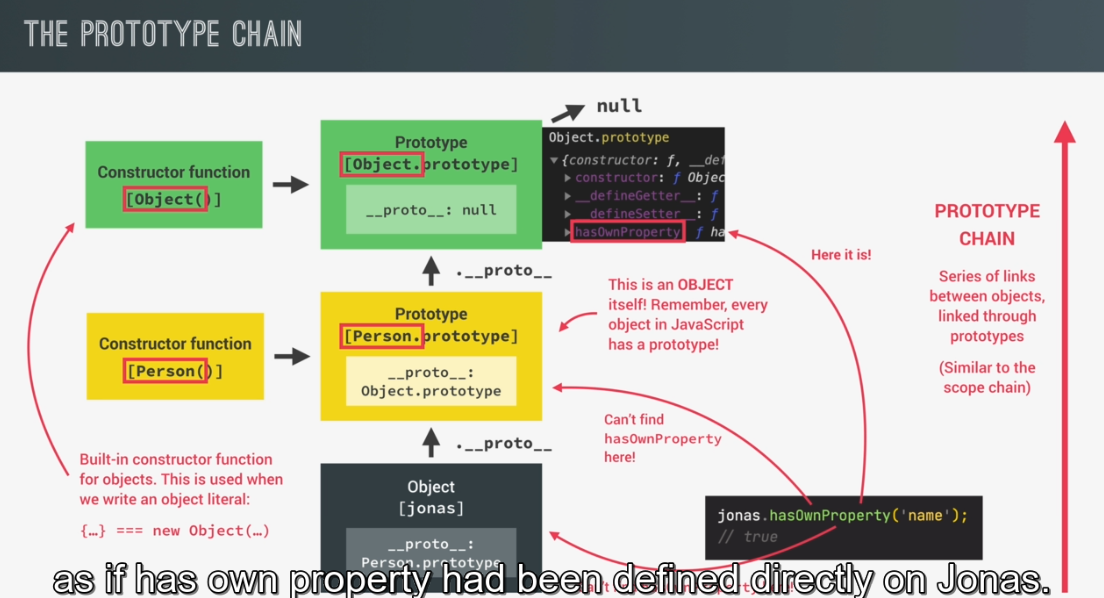 THE PROTOTYPE CHAIN
null
Constructor function
[Object()]
Prototype
[Object.prototype]
__proto__: null
Object.prototype
{constructor: ƒ, __def
constructor: ƒ Objec
__defineGetter__: ƒ
__defineSetter__: ƒ
hasOwnProperty ƒ ha
.__proto__
Here it is!
This is an OBJECT
itself! Remember, every
object in JavaScript
has a prototype!
PROTOTYPE
CHAIN
Series of links
between objects,
linked through
prototypes
(Similar to the
scope chain)
Constructor function
[Person()]
Prototype
[Person.prototype]
__proto__:
Object.prototype
.__proto__
Can't find
hasOwnProperty
here!
Built-in constructor function
for objects. This is used when
we write an object literal:
{…} === new Object(…)
Object
[jonas]
__proto__:
Person.prototype
jonas.hasOwnProperty('name');
// true
as if has own property had been defined directly on Jonas.